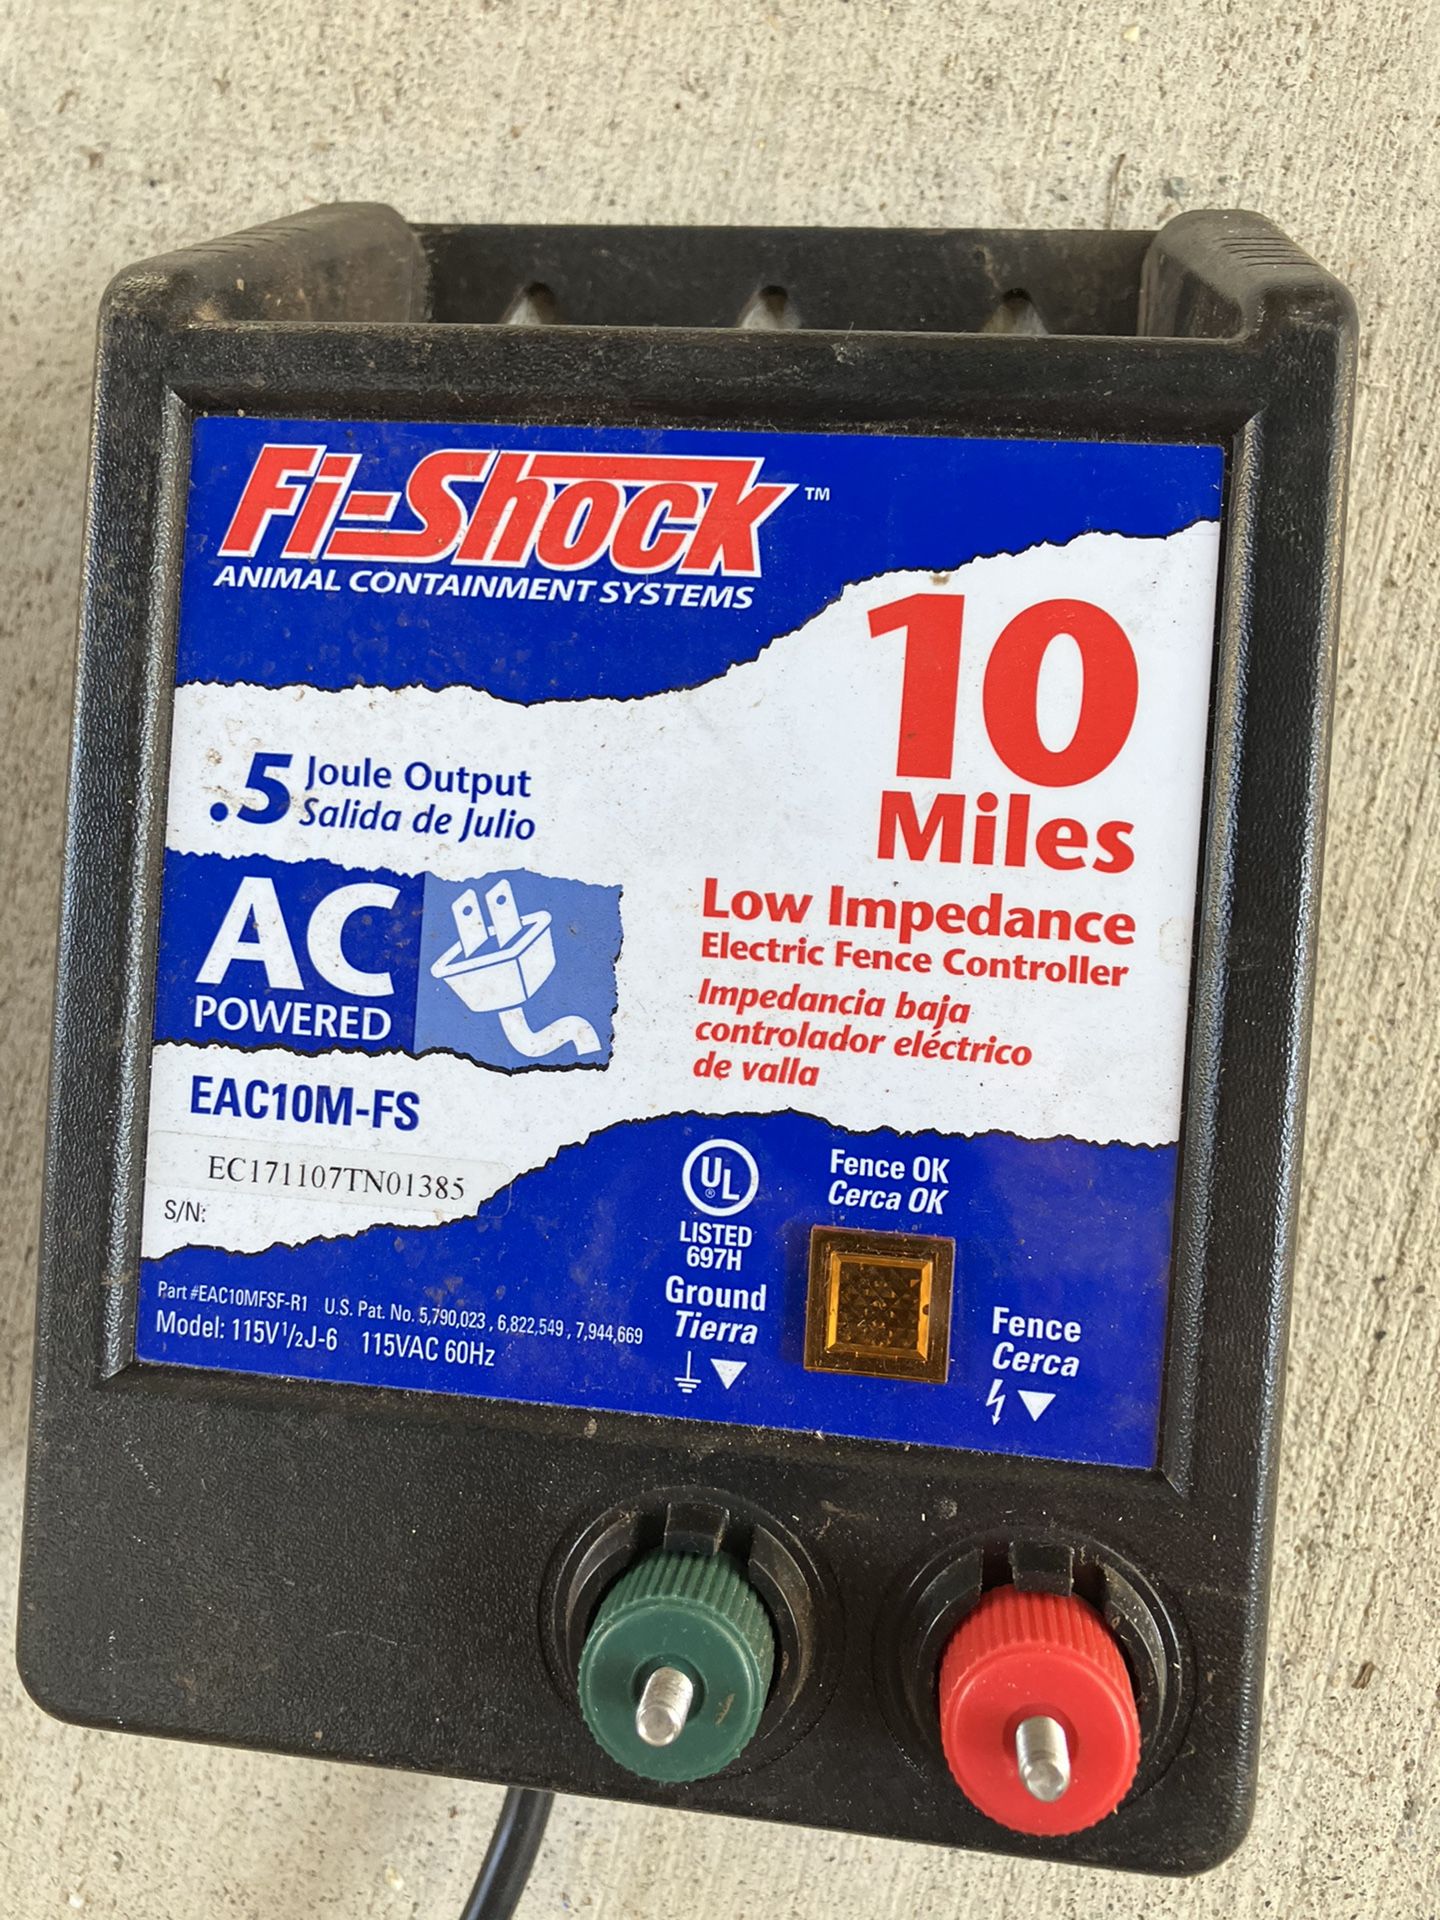 Fi-Shock™
ANIMAL CONTAINMENT SYSTEMS
10
Miles
.5 Joule Output
Salida de Julio
Low Impedance
Electric Fence Controller
Impedancia baja
controlador eléctrico
de valla
AC
POWERED
EAC10M-FS
EC171107TN01385
S/N:
Part #EAC10MFSF-R1 U.S. Pat. No. 5,790,023 , 6,822,549 , 7,944,669
Model: 115V1/2J-6 115VAC 60Hz
UL®
LISTED
697H
Ground
Tierra
Fence OK
Cerca OK
Fence
Cerca